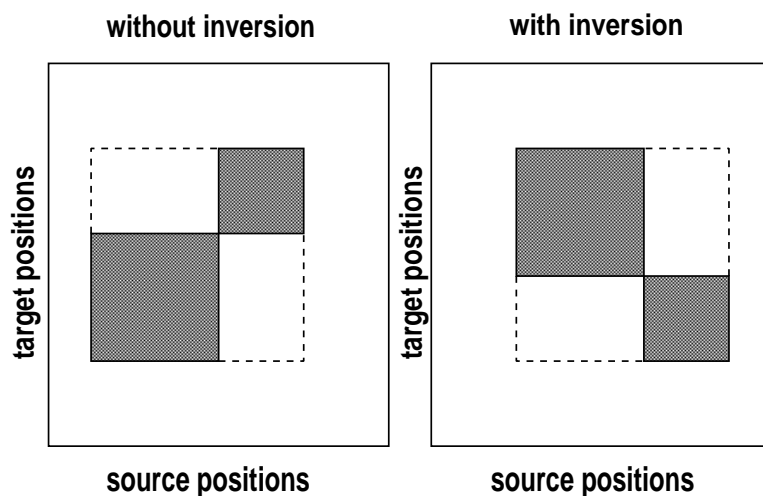 without inversion
with inversion
target positions
target positions
source positions
source positions